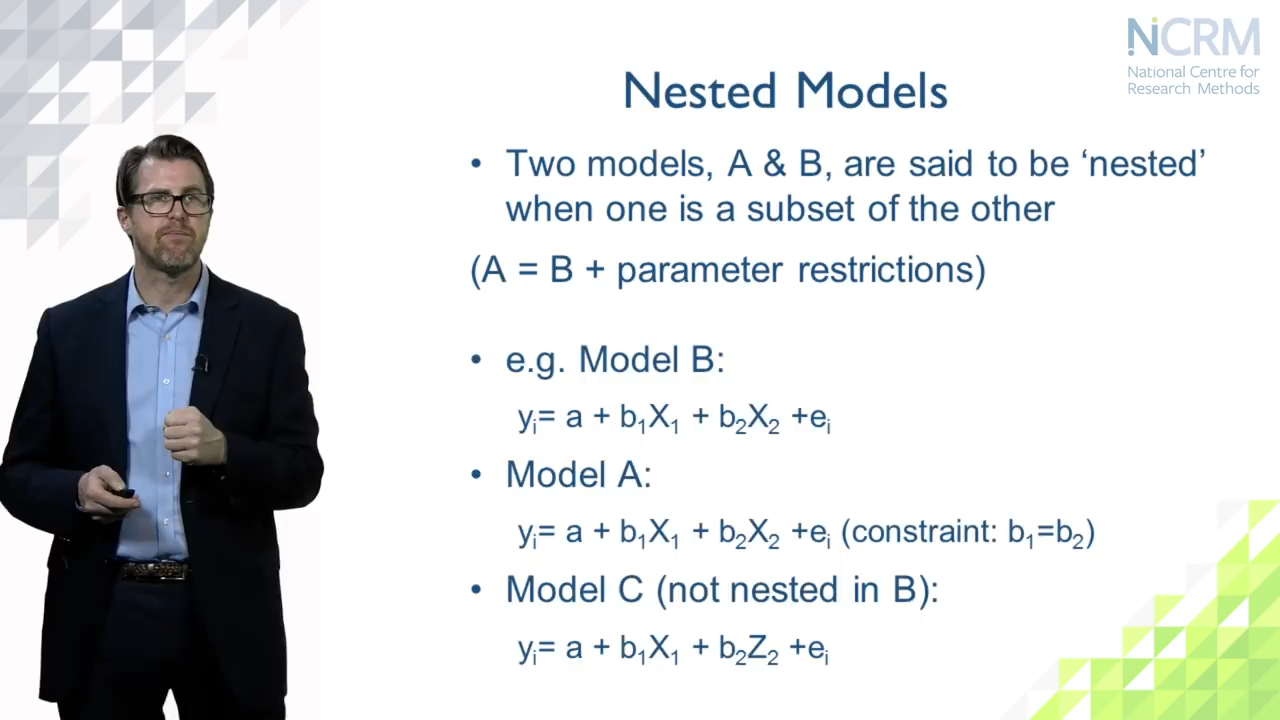 NCRM
National Centre for
Research Methods
Nested Models
• Two models, A & B, are said to be ‘nested’
when one is a subset of the other
(A = B + parameter restrictions)
• e.g. Model B:
yᵢ= a + b₁X₁ + b₂X₂ +eᵢ
• Model A:
yᵢ= a + b₁X₁ + b₂X₂ +eᵢ (constraint: b₁=b₂)
• Model C (not nested in B):
yᵢ= a + b₁X₁ + b₂Z₂ +eᵢ